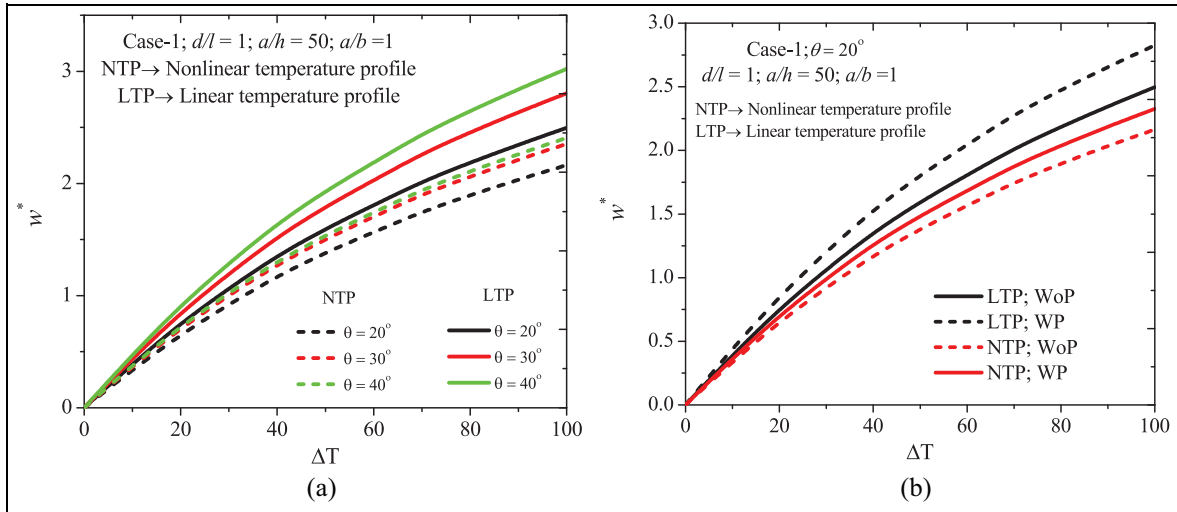 Case-1; d/l = 1; a/h = 50; a/b =1
NTP→ Nonlinear temperature profile
LTP→ Linear temperature profile
3
2
1
0
w*
NTP
LTP
θ = 20°
θ = 20°
θ = 30°
θ = 30°
θ = 40°
θ = 40°
0 20 40 60 80 100
ΔT
(a)
Case-1;θ = 20°
d/l = 1; a/h = 50; a/b =1
NTP→ Nonlinear temperature profile
LTP→ Linear temperature profile
3.0
2.5
2.0
1.5
1.0
0.5
0.0
w*
LTP; WoP
LTP; WP
NTP; WoP
NTP; WP
0 20 40 60 80 100
ΔT
(b)